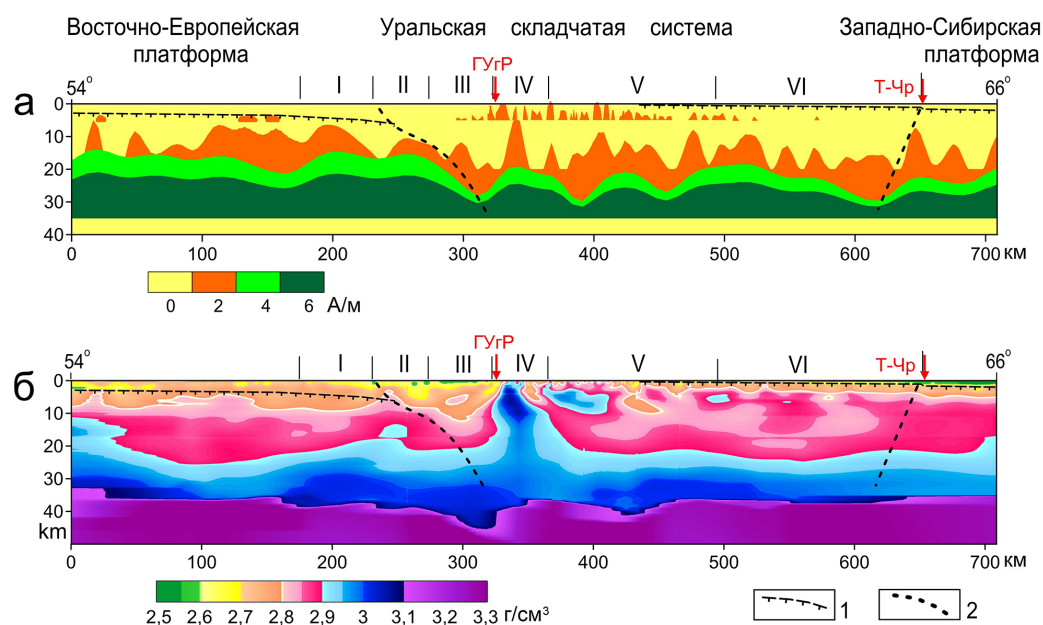 Восточно-Европейская платформа
Уральская складчатая система
Западно-Сибирская платформа
54° I II III ГУгР IV V VI Т-Чр 66°
а
0
10
20
30
40
0 100 200 300 400 500 600 700 км
0 2 4 6 А/м
54° I II III ГУгР IV V VI Т-Чр 66°
б
0
10
20
30
40
km
0 100 200 300 400 500 600 700 км
2,5 2,6 2,7 2,8 2,9 3 3,1 3,2 3,3 г/см³
1 2